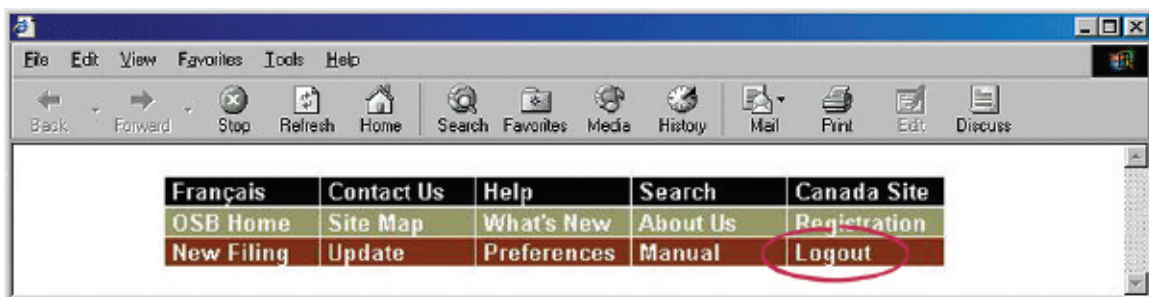 File Edit View Favorites Tools Help
Back Forward Stop Refresh Home Search Favorites Media History Mail Print Edit Discuss
Français Contact Us Help Search Canada Site
OSB Home Site Map What's New About Us Registration
New Filing Update Preferences Manual Logout